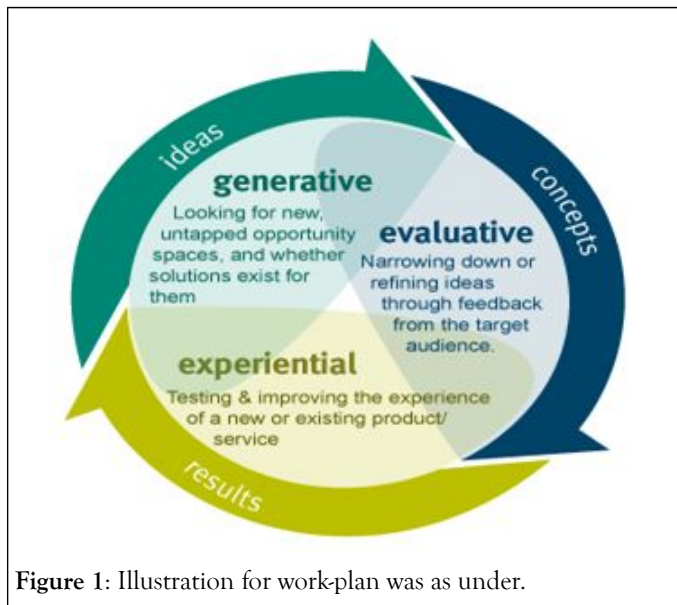 ideas
generative
Looking for new,
untapped opportunity
spaces, and whether
solutions exist for
them
concepts
evaluative
Narrowing down or
refining ideas
through feedback
from the target
audience.
experiential
Testing & improving the experience
of a new or existing product/
service
results
Figure 1: Illustration for work-plan was as under.